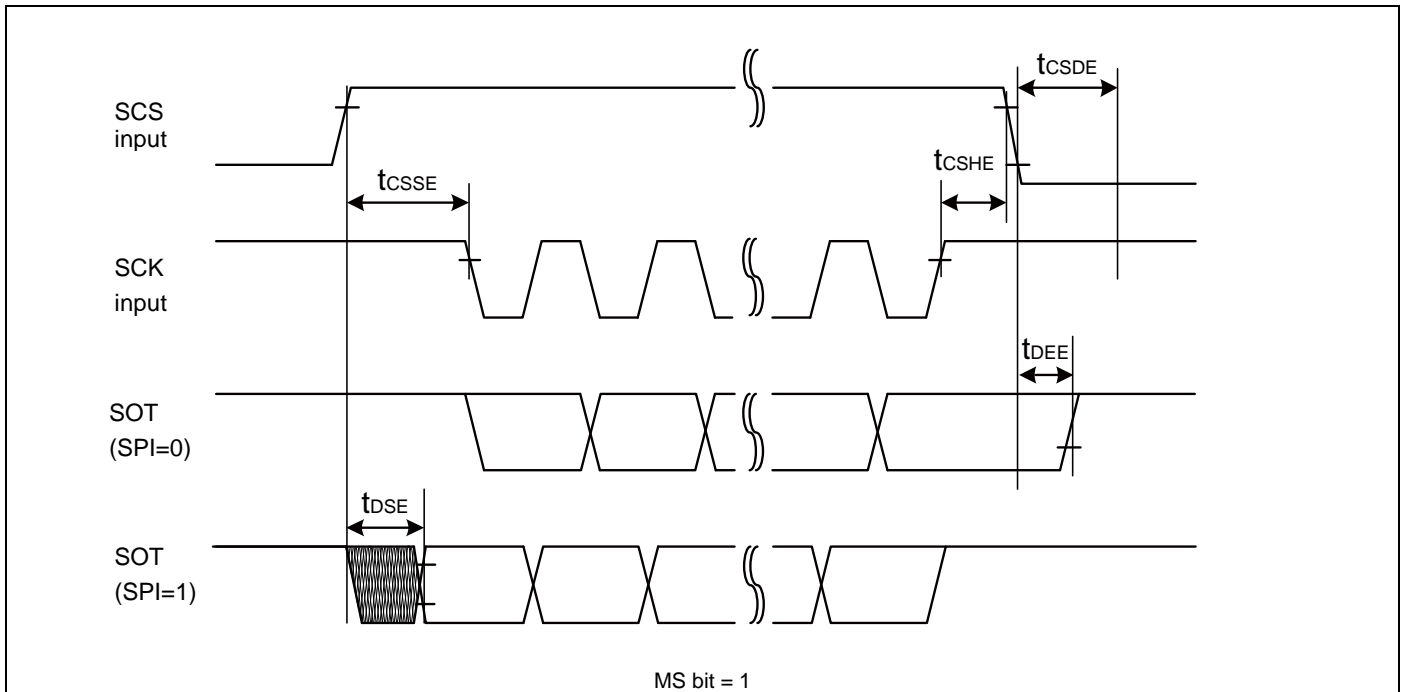 tCSDE
SCS
input
tCSHE
tCSSE
SCK
input
tDEE
SOT
(SPI=0)
tDSE
SOT
(SPI=1)
MS bit = 1